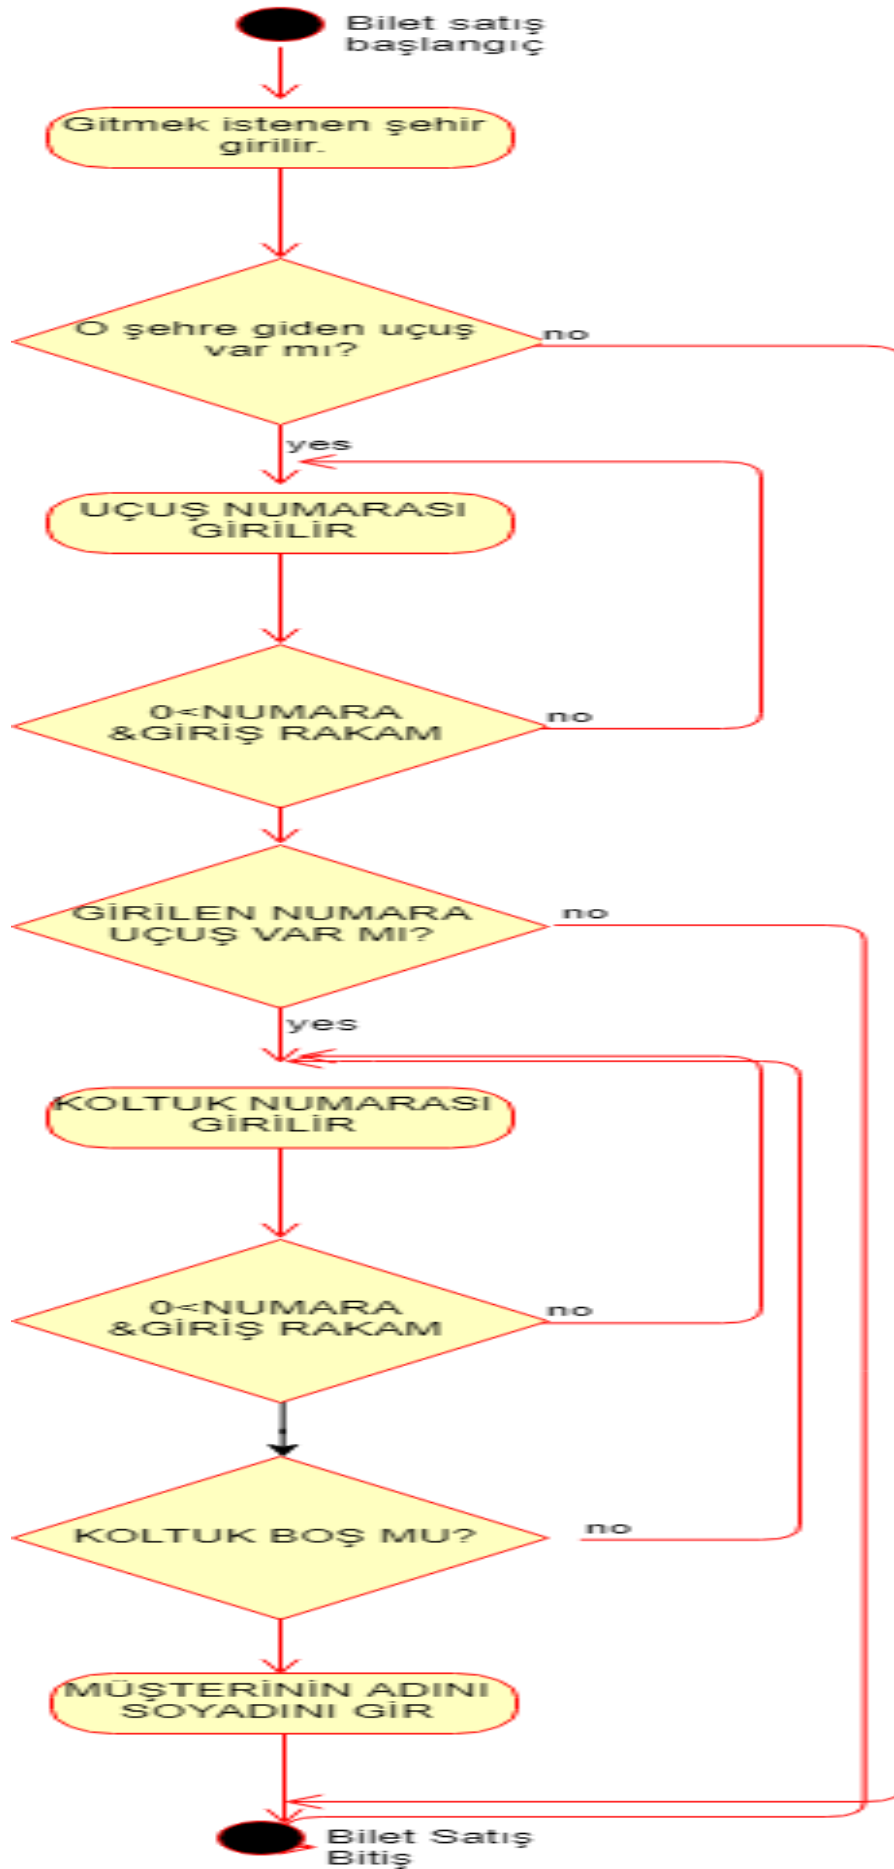 Bilet satış
başlangıç
Gitmek istenen şehir
girilir.
O şehre giden uçuş
var mı?
no
yes
UÇUŞ NUMARASI
GİRİLİR
0<NUMARA
&GİRİŞ RAKAM
no
GİRİLEN NUMARA
UÇUŞ VAR MI?
no
yes
KOLTUK NUMARASI
GİRİLİR
0<NUMARA
&GİRİŞ RAKAM
no
KOLTUK BOŞ MU?
no
MÜŞTERİNİN ADINI
SOYADINI GİR
Bilet Satış
Bitiş